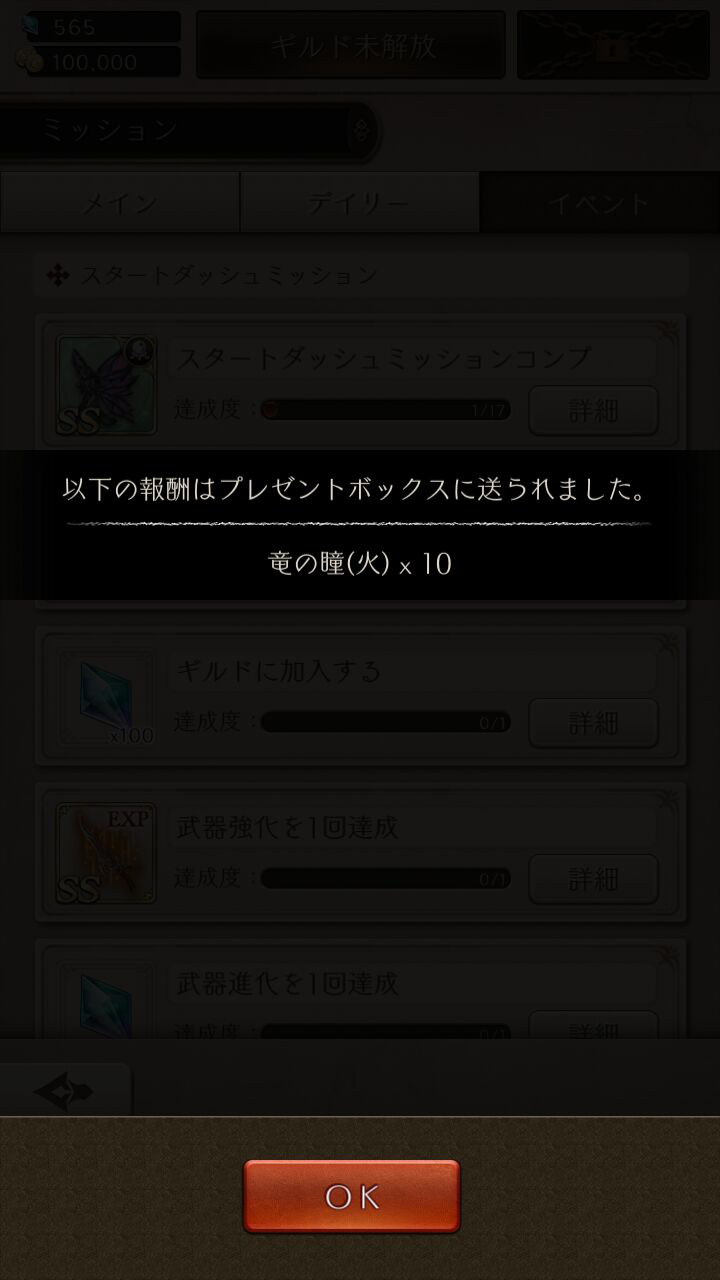 565
100,000
ギルド未解放
ミッション
メイン
デイリー
イベント
スタートダッシュミッション
スタートダッシュミッションコンプ
SS
達成度：
1/17
詳細
以下の報酬はプレゼントボックスに送られました。
竜の瞳(火) x 10
ギルドに加入する
x100
達成度：
0/1
詳細
EXP
武器強化を1回達成
SS
達成度：
0/1
詳細
武器進化を1回達成
達成度：
0/1
詳細
OK